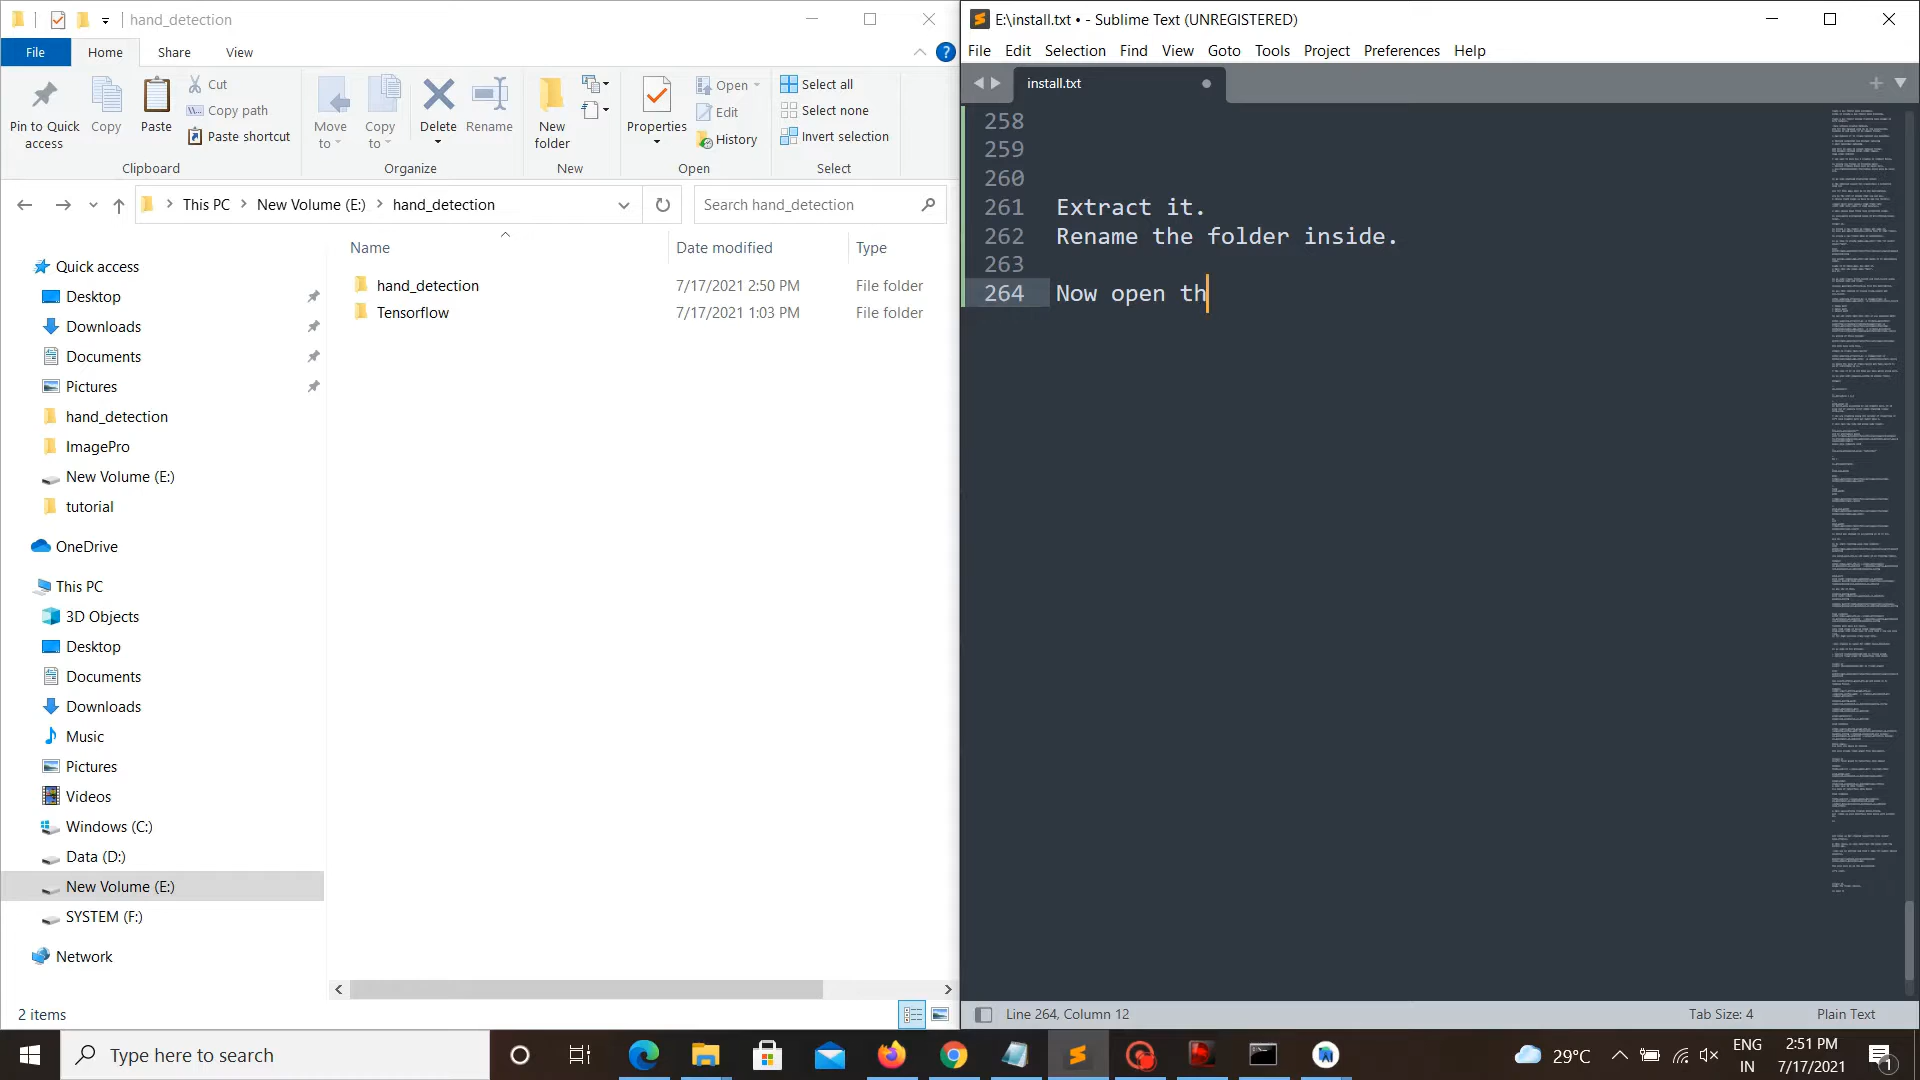 hand_detection
File
Home
Share
View
Pin to Quick access
Copy
Paste
Cut
Copy path
Paste shortcut
Clipboard
Move to
Copy to
Delete
Rename
Organize
New folder
New
Properties
Open
Edit
History
Open
Select all
Select none
Invert selection
Select
This PC
New Volume (E:)
hand_detection
Search hand_detection
Name
Date modified
Type
hand_detection 7/17/2021 2:50 PM File folder
Tensorflow 7/17/2021 1:03 PM File folder
Quick access
Desktop
Downloads
Documents
Pictures
hand_detection
ImagePro
New Volume (E:)
tutorial
OneDrive
This PC
3D Objects
Desktop
Documents
Downloads
Music
Pictures
Videos
Windows (C:)
Data (D:)
New Volume (E:)
SYSTEM (F:)
Network
2 items
E:\install.txt • - Sublime Text (UNREGISTERED)
File Edit Selection Find View Goto Tools Project Preferences Help
install.txt
258
259
260
261 Extract it.
262 Rename the folder inside.
263
264 Now open th
Line 264, Column 12
Tab Size: 4
Plain Text
Type here to search
29°C
ENG
IN
2:51 PM
7/17/2021
1